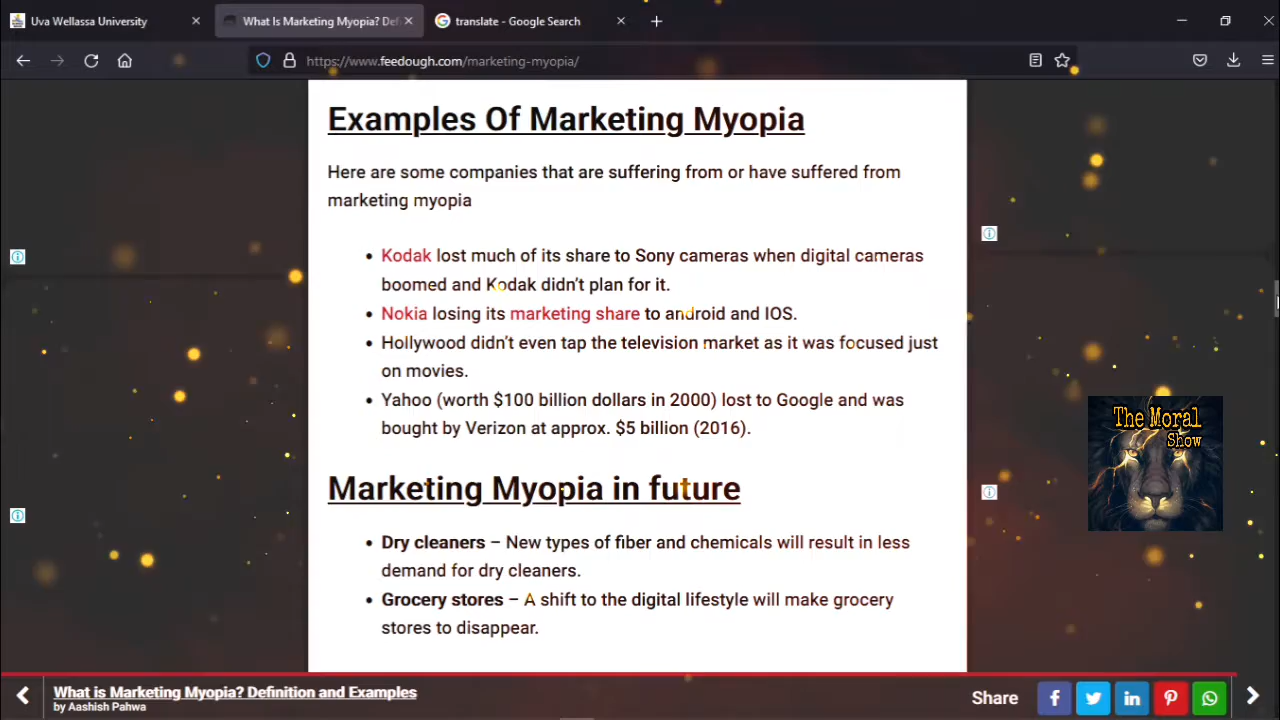 Uva Wellassa University
What Is Marketing Myopia? Def
translate - Google Search
https://www.feedough.com/marketing-myopia/
Examples Of Marketing Myopia
Here are some companies that are suffering from or have suffered from
marketing myopia
• Kodak lost much of its share to Sony cameras when digital cameras
boomed and Kodak didn't plan for it.
• Nokia losing its marketing share to android and IOS.
• Hollywood didn't even tap the television market as it was focused just
on movies.
• Yahoo (worth $100 billion dollars in 2000) lost to Google and was
bought by Verizon at approx. $5 billion (2016).
The Moral
Show
Marketing Myopia in future
• Dry cleaners – New types of fiber and chemicals will result in less
demand for dry cleaners.
• Grocery stores – A shift to the digital lifestyle will make grocery
stores to disappear.
What is Marketing Myopia? Definition and Examples
by Aashish Pahwa
Share